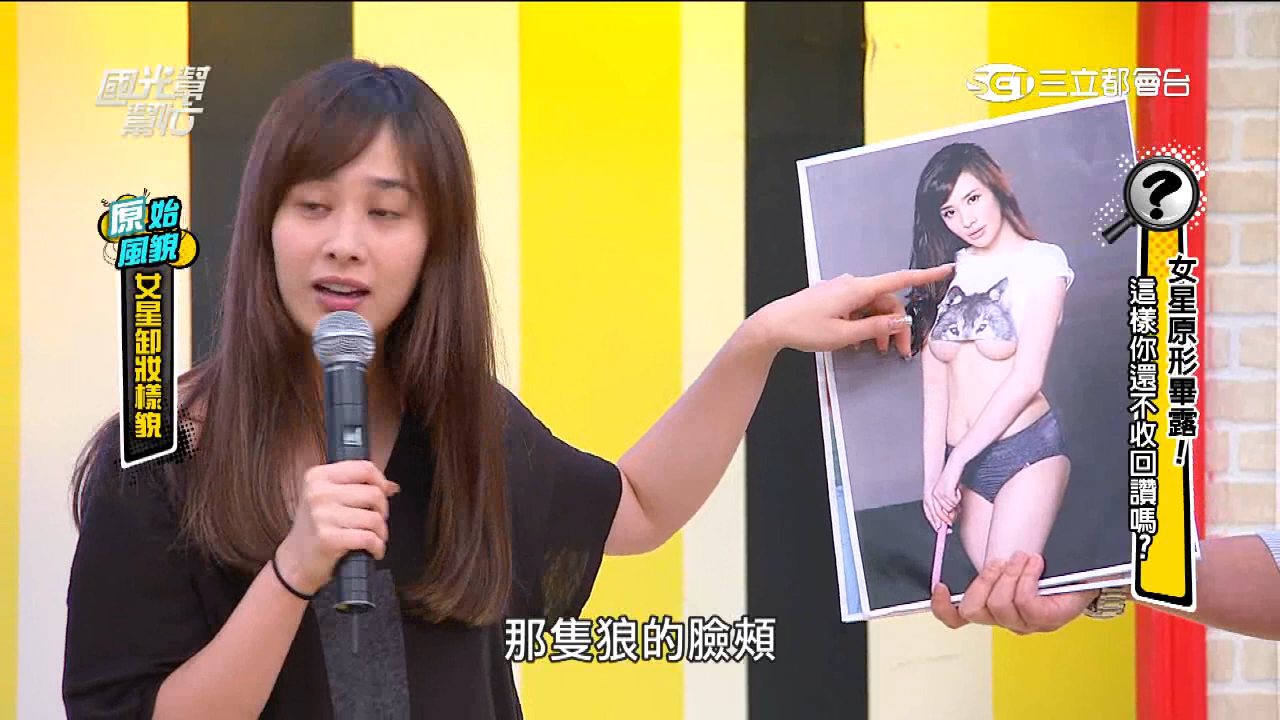 國光幫
幫忙
SET 三立都會台
原始
風貌
女星卸妝樣貌
?
女星原形畢露!
這樣你還不收回讚嗎?
那隻狼的臉頰